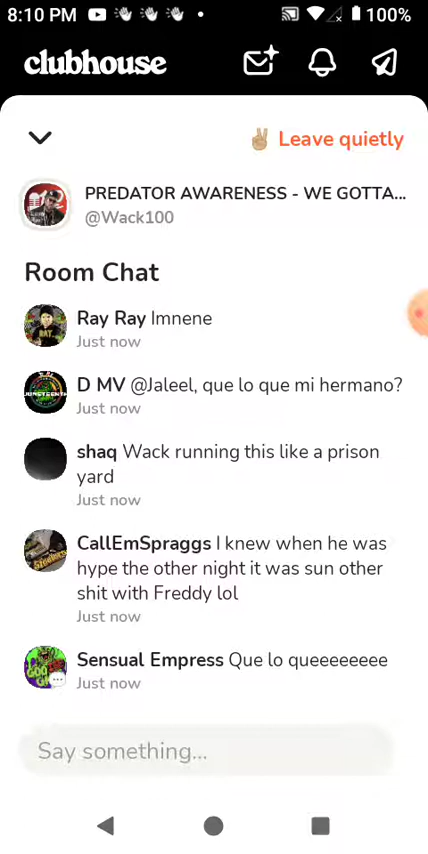 8:10 PM 100%
clubhouse
Leave quietly
PREDATOR AWARENESS - WE GOTTA...
@Wack100
Room Chat
Ray Ray Imnene
Just now
D MV @Jaleel, que lo que mi hermano?
Just now
shaq Wack running this like a prison
yard
Just now
CallEmSpraggs I knew when he was
hype the other night it was sun other
shit with Freddy lol
Just now
Sensual Empress Que lo queeeeeeee
Just now
Say something...